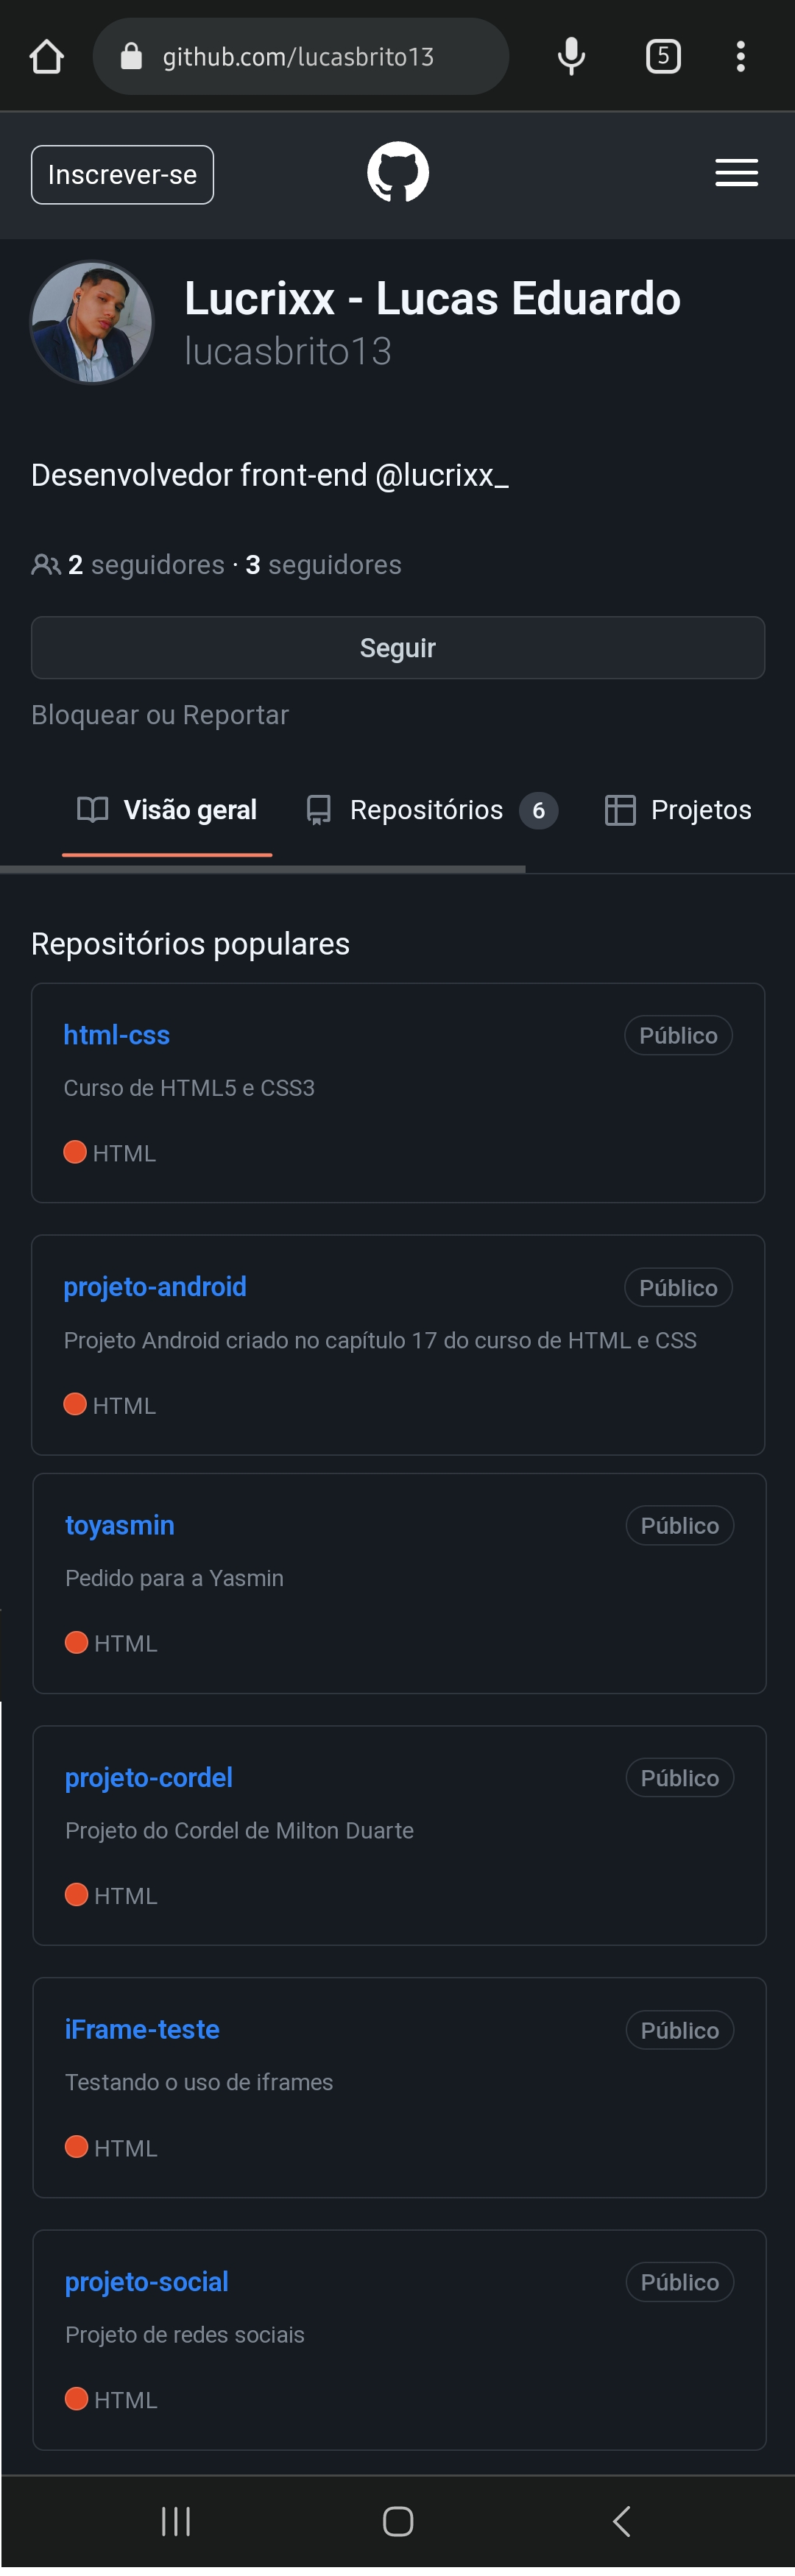 github.com/lucasbrito13
5
Inscrever-se
Lucrixx - Lucas Eduardo
lucasbrito13
Desenvolvedor front-end @lucrixx_
2 seguidores · 3 seguidores
Seguir
Bloquear ou Reportar
Visão geral Repositórios 6 Projetos
Repositórios populares
html-css Público
Curso de HTML5 e CSS3
HTML
projeto-android Público
Projeto Android criado no capítulo 17 do curso de HTML e CSS
HTML
toyasmin Público
Pedido para a Yasmin
HTML
projeto-cordel Público
Projeto do Cordel de Milton Duarte
HTML
iFrame-teste Público
Testando o uso de iframes
HTML
projeto-social Público
Projeto de redes sociais
HTML